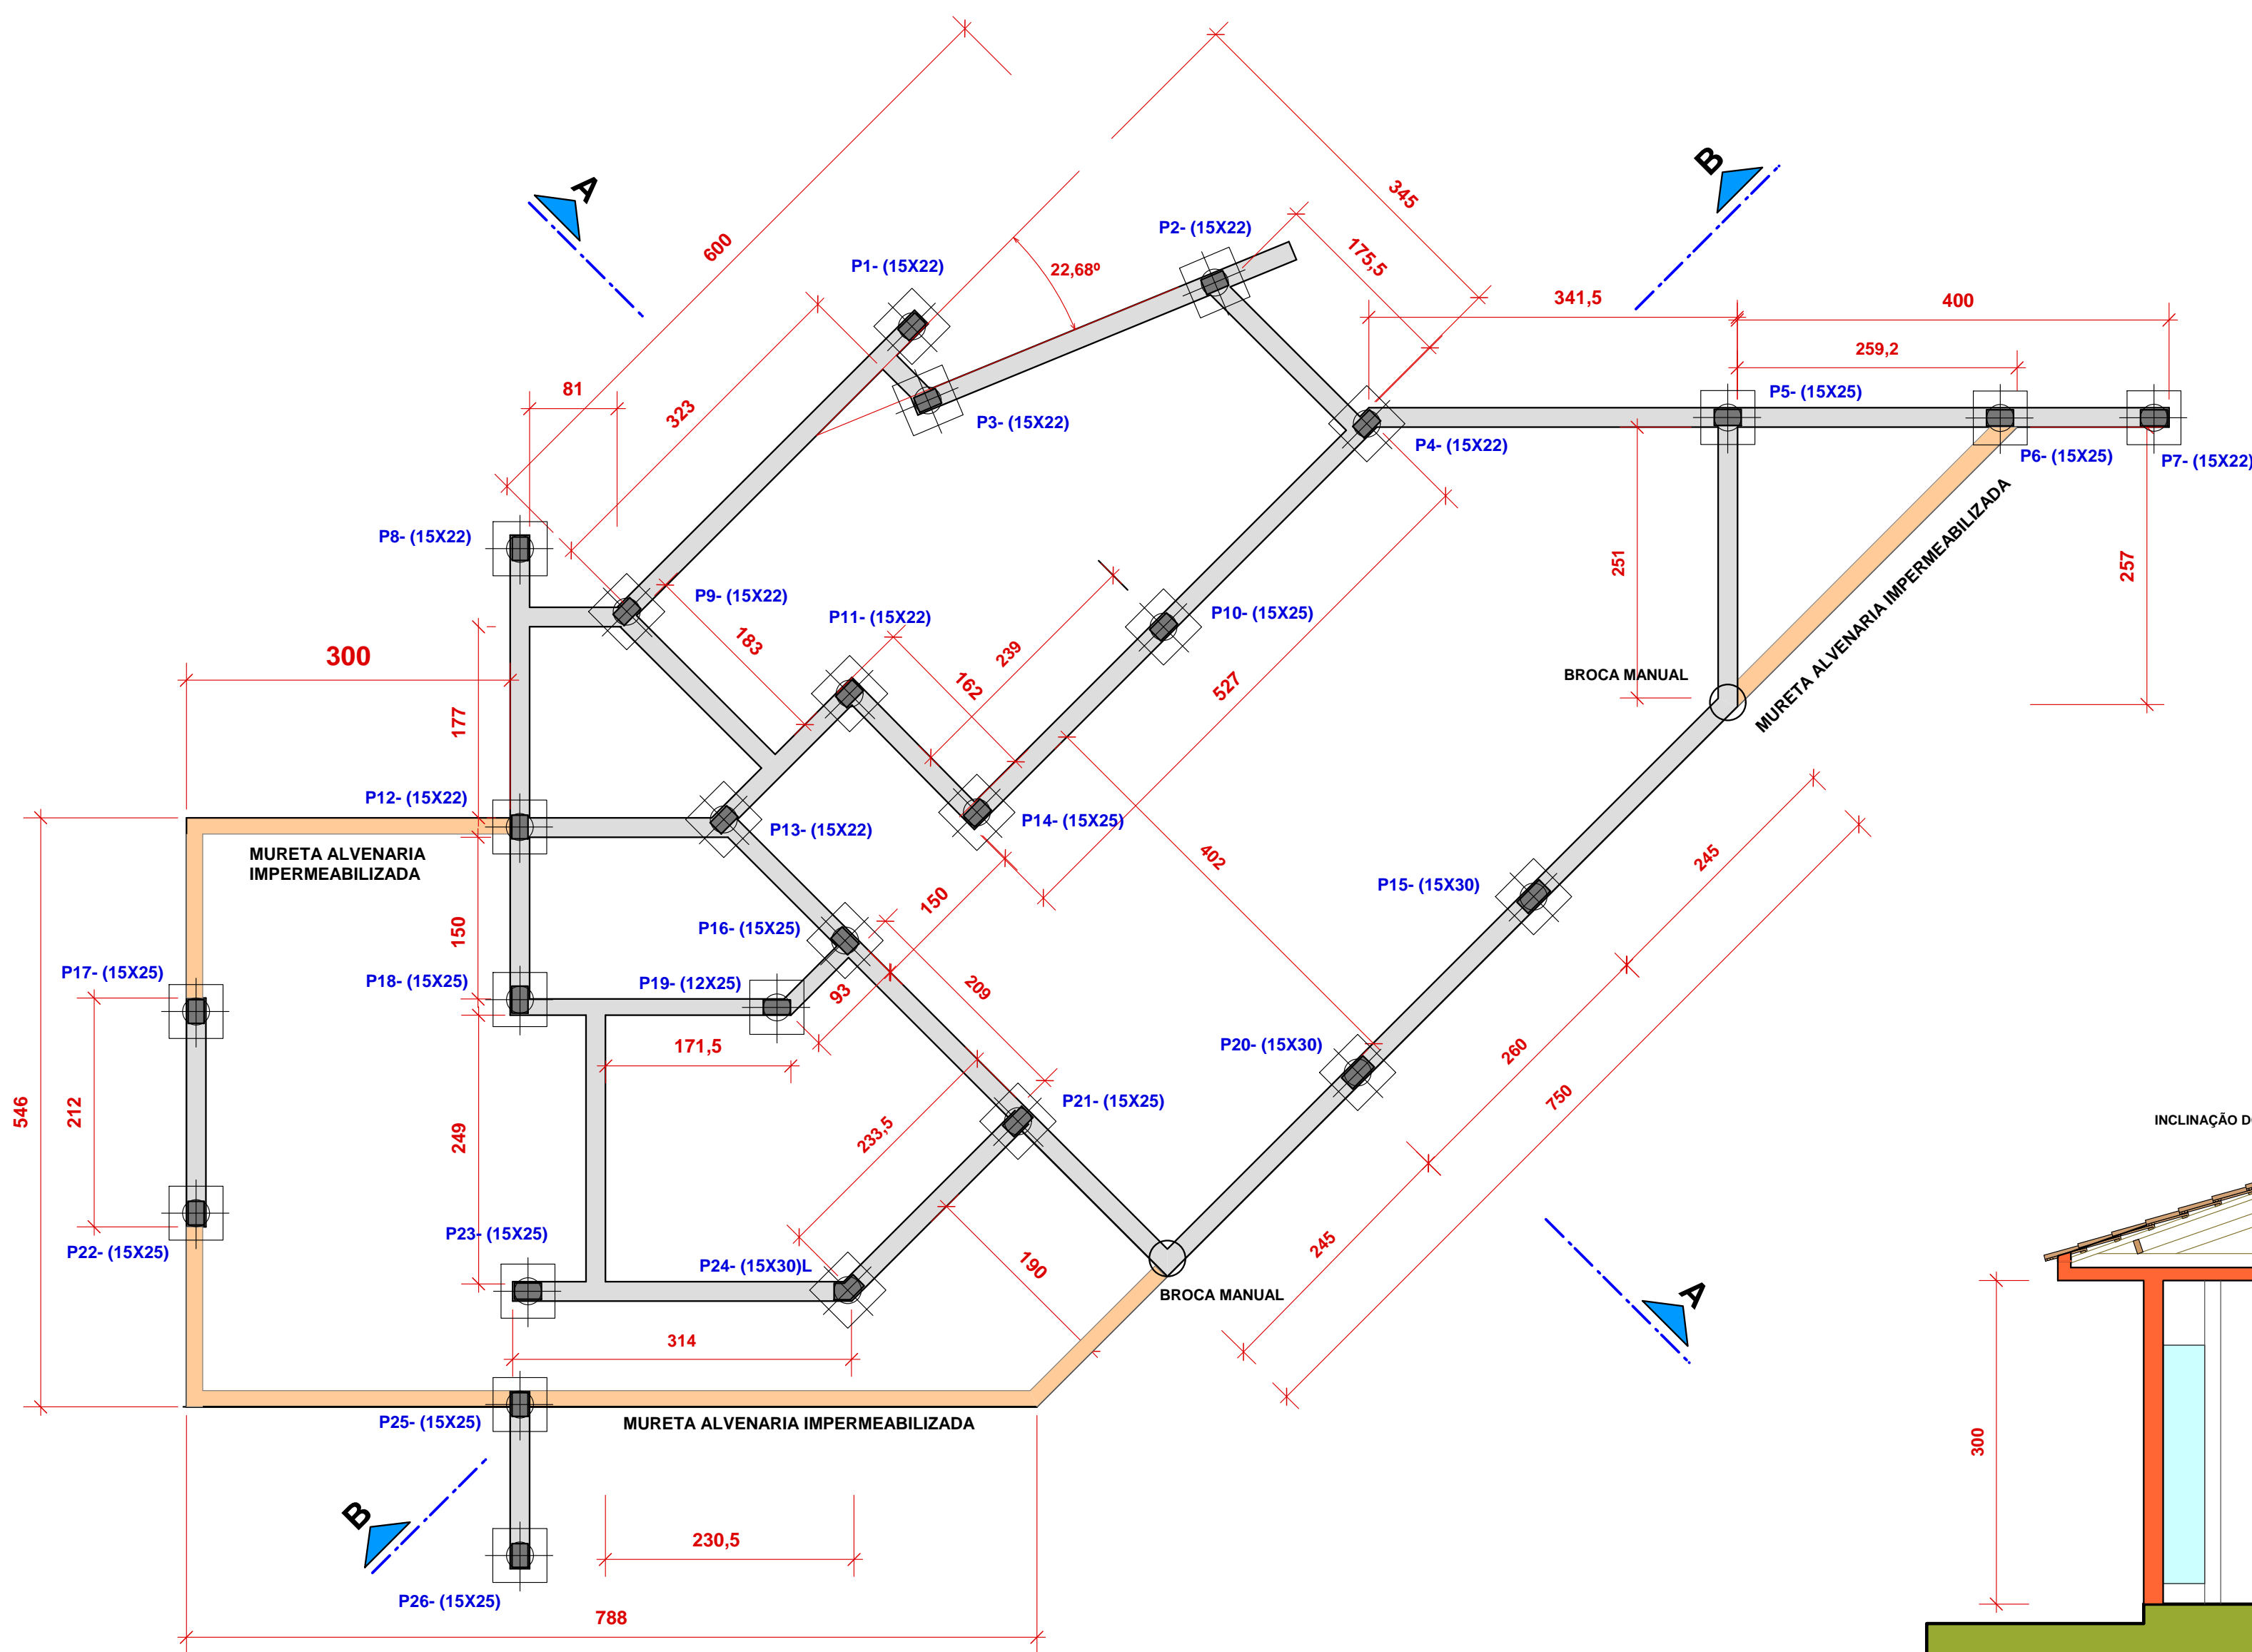 600
345
A
B
P2- (15X22)
175,5
P1- (15X22)
22,68º
341,5
400
259,2
81
323
P5- (15X25)
P3- (15X22)
P4- (15X22)
P6- (15X25)
P7- (15X22)
P8- (15X22)
251
257
MURETA ALVENARIA IMPERMEABILIZADA
P9- (15X22)
P11- (15X22)
P10- (15X25)
183
239
162
527
BROCA MANUAL
300
177
P12- (15X22)
P13- (15X22)
P14- (15X25)
MURETA ALVENARIA
IMPERMEABILIZADA
402
245
P15- (15X30)
150
150
P16- (15X25)
P17- (15X25)
P18- (15X25)
P19- (12X25)
93
209
171,5
P20- (15X30)
260
750
546
212
249
233,5
P21- (15X25)
INCLINAÇÃO D
P23- (15X25)
P22- (15X25)
P24- (15X30)L
190
245
BROCA MANUAL
A
314
P25- (15X25)
MURETA ALVENARIA IMPERMEABILIZADA
300
B
230,5
P26- (15X25)
788